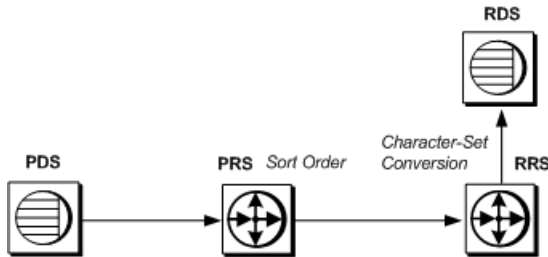 RDS
PDS
PRS Sort Order
Character-Set
Conversion
RRS